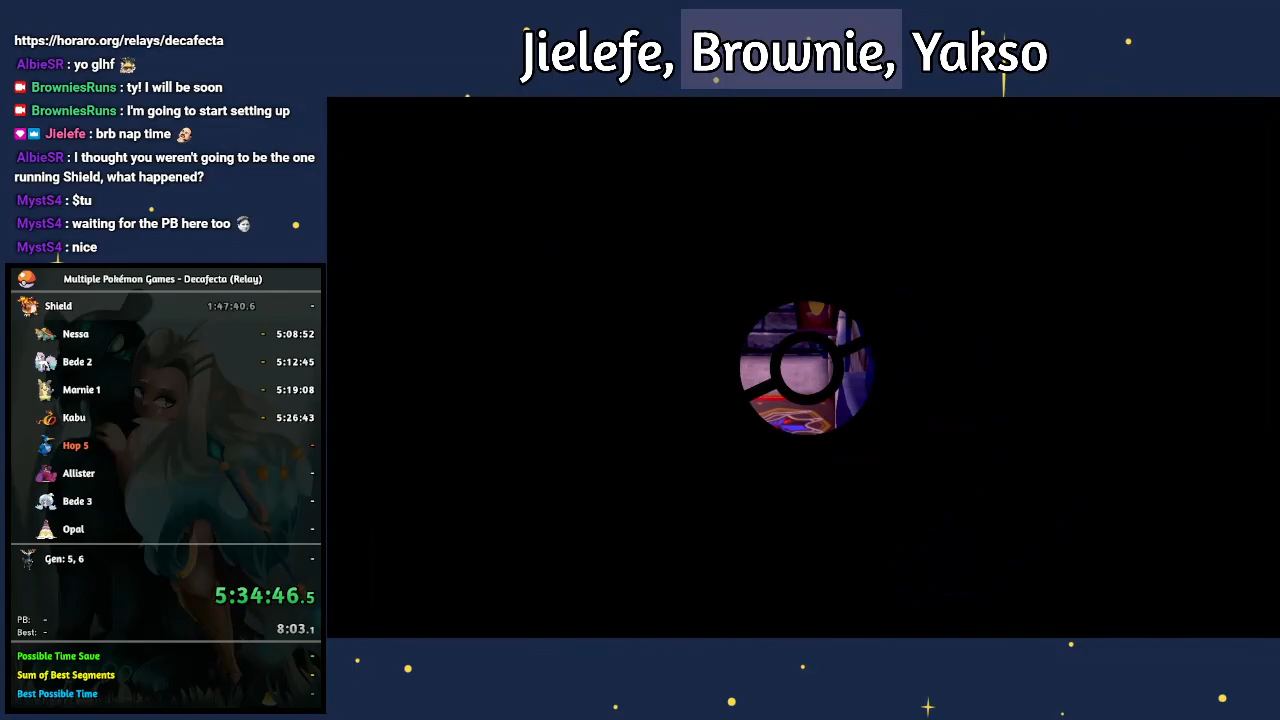 Jielefe, Brownie, Yakso
https://horaro.org/relays/decafecta
AlbieSR : yo glhf
BrowniesRuns : ty! I will be soon
BrowniesRuns : I'm going to start setting up
Jielefe : brb nap time
AlbieSR : I thought you weren't going to be the one
running Shield, what happened?
MystS4 : $tu
MystS4 : waiting for the PB here too
MystS4 : nice
Multiple Pokémon Games - Decafecta (Relay)
Shield 1:47:40.6 -
Nessa - 5:08:52
Bede 2 - 5:12:45
Marnie 1 - 5:19:08
Kabu - 5:26:43
Hop 5 -
Allister -
Bede 3 -
Opal -
Gen: 5, 6 -
5:34:46.5
PB: -
Best: - 8:03.1
Possible Time Save -
Sum of Best Segments -
Best Possible Time -